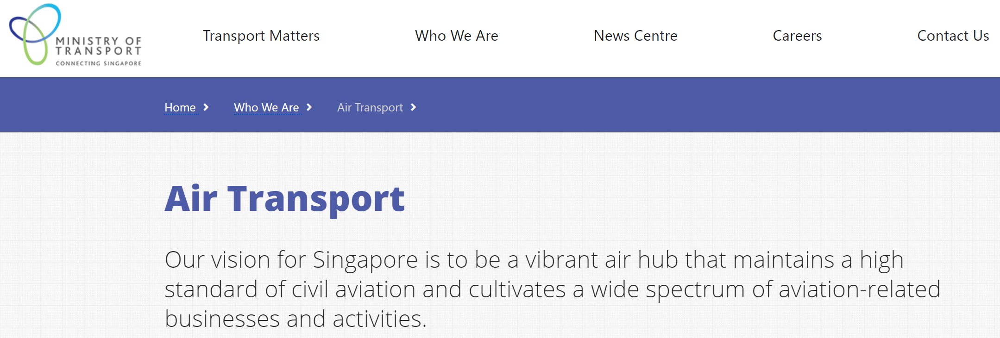 MINISTRY OF
TRANSPORT
CONNECTING SINGAPORE
Transport Matters
Who We Are
News Centre
Careers
Contact Us
Home
Who We Are
Air Transport
Air Transport
Our vision for Singapore is to be a vibrant air hub that maintains a high
standard of civil aviation and cultivates a wide spectrum of aviation-related
businesses and activities.